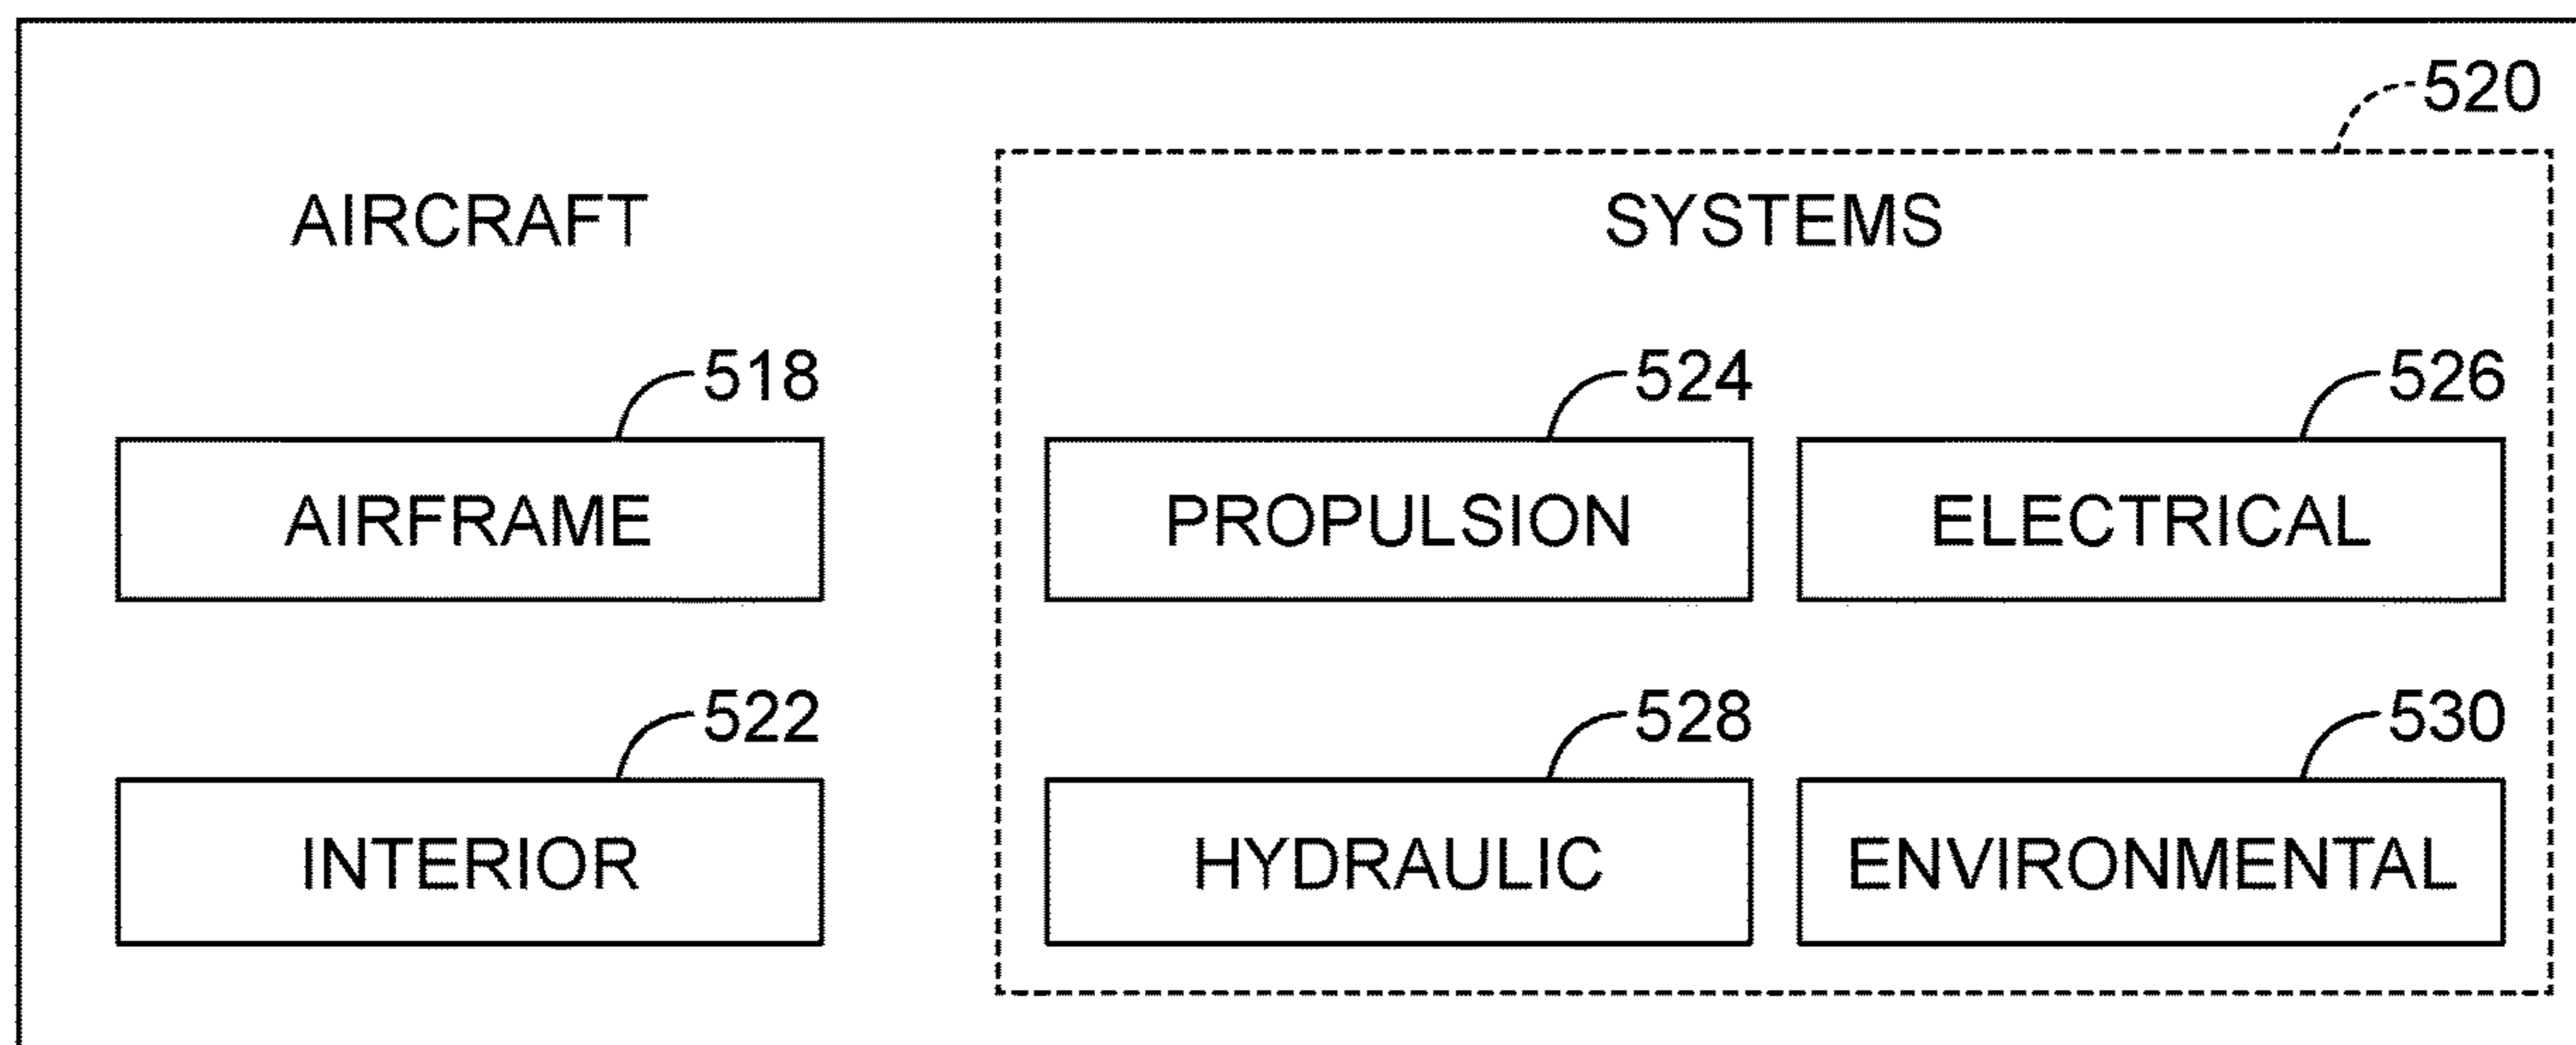 520
AIRCRAFT
SYSTEMS
518
524
526
AIRFRAME
PROPULSION
ELECTRICAL
522
528
530
INTERIOR
HYDRAULIC
ENVIRONMENTAL